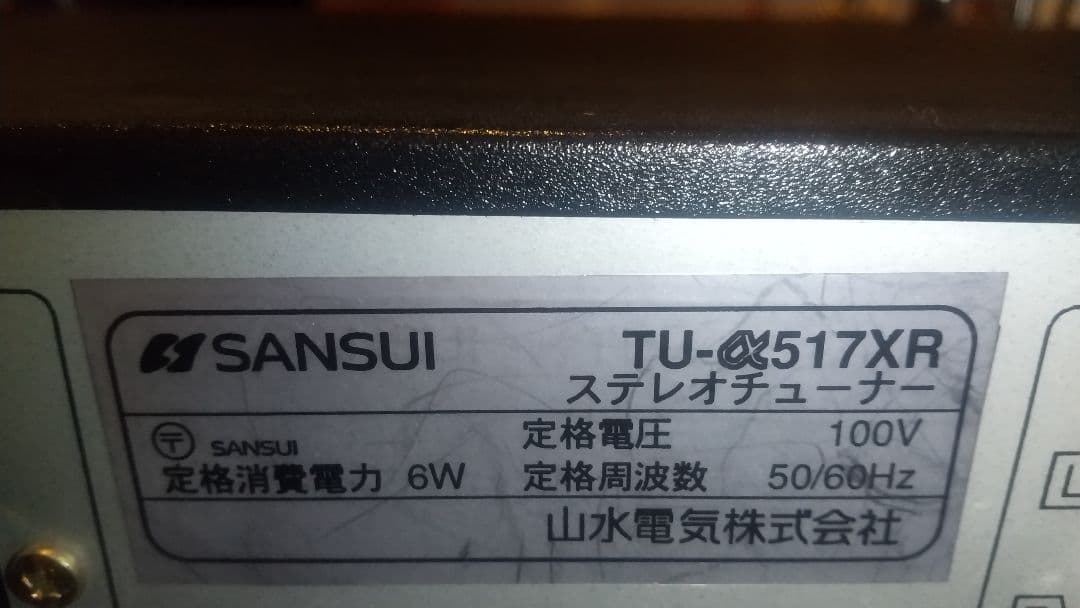 SANSUI TU-α517XR
ステレオチューナー
〒 SANSUI 定格電圧 100V
定格消費電力 6W 定格周波数 50/60Hz
山水電気株式会社
L